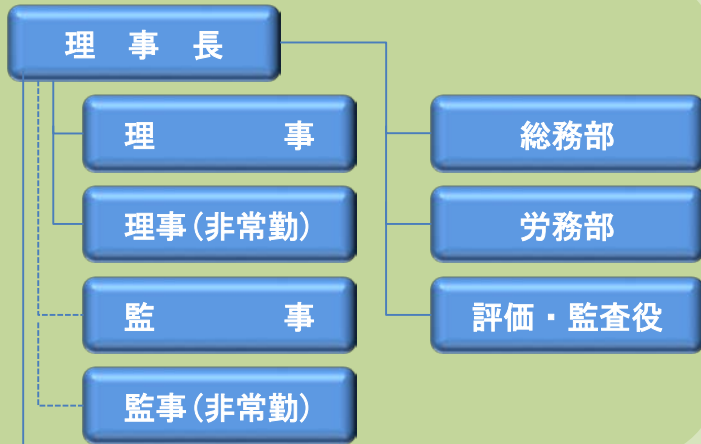 理　事　長
理　　　　事
総務部
理事(非常勤)
労務部
監　　　　事
評価・監査役
監事(非常勤)